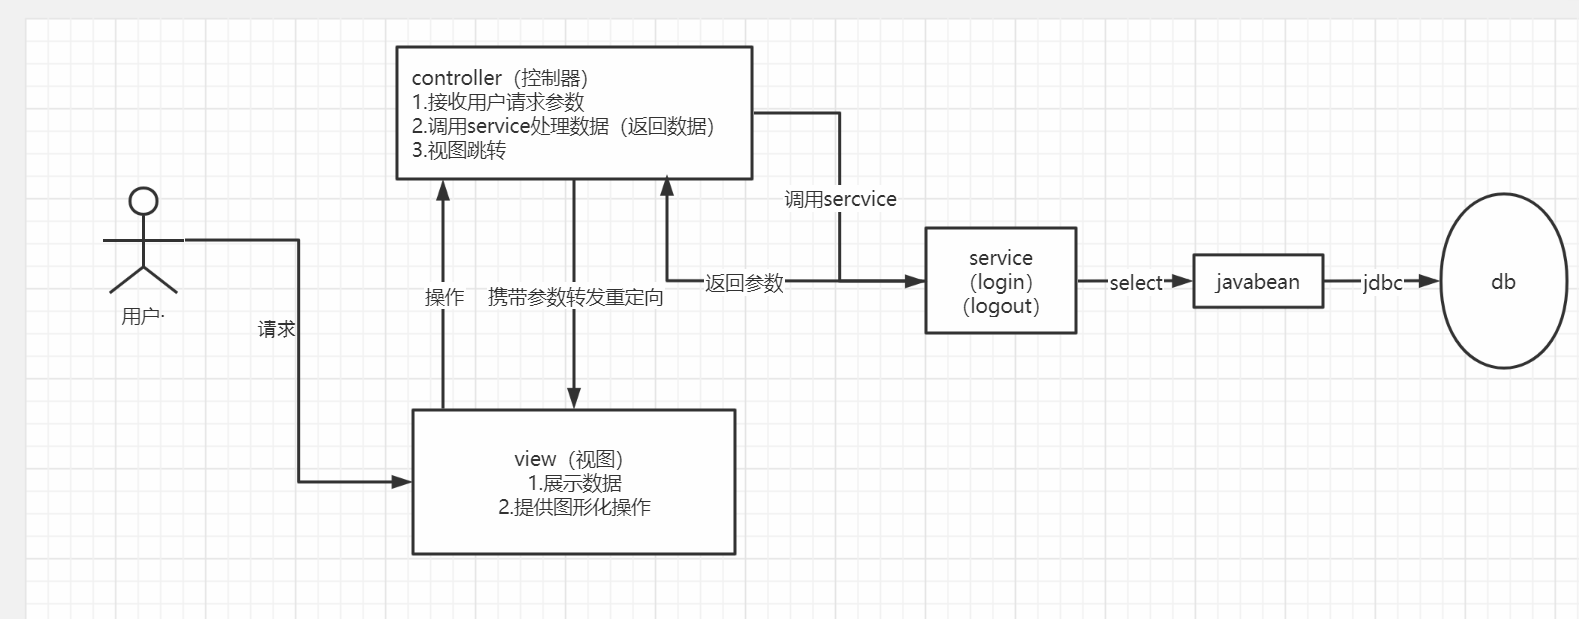 controller（控制器）
1.接收用户请求参数
2.调用service处理数据（返回数据）
3.视图跳转
调用sercvice
用户·
请求
操作
携带参数转发重定向
返回参数
service
（login）
（logout）
select
javabean
jdbc
db
view（视图）
1.展示数据
2.提供图形化操作